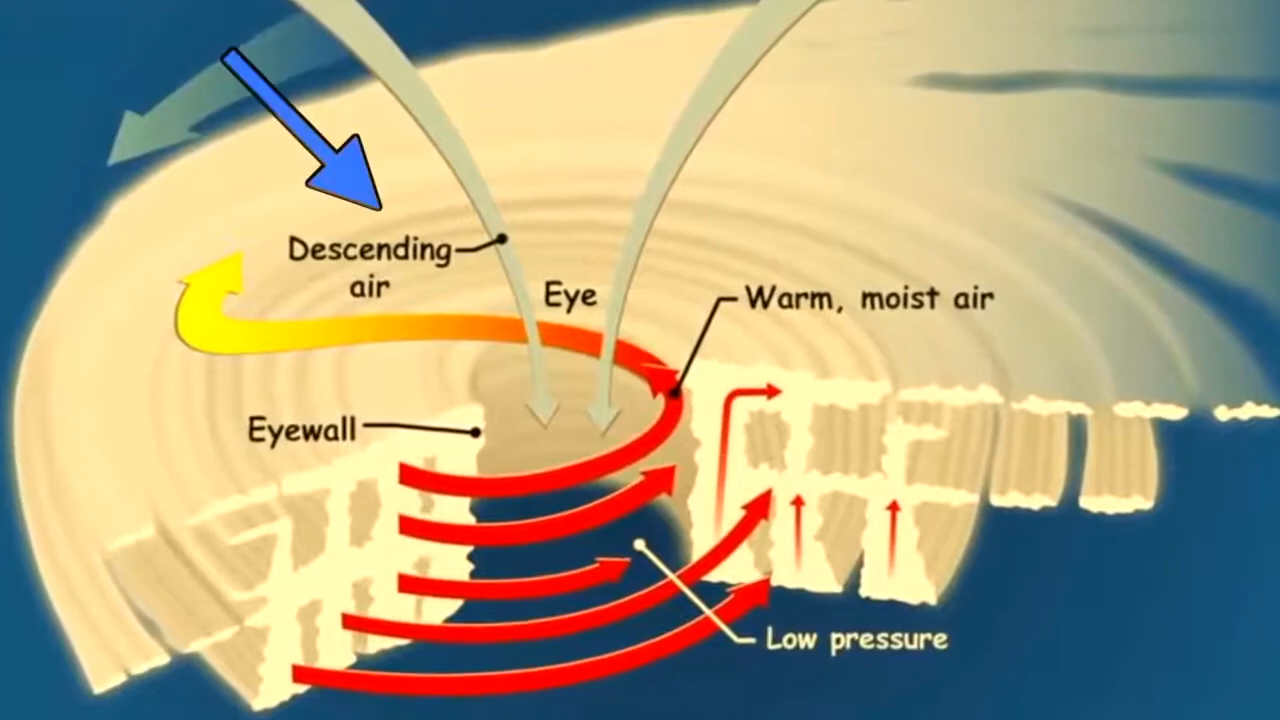 Descending
air
Eye
Warm, moist air
Eyewall
Low pressure